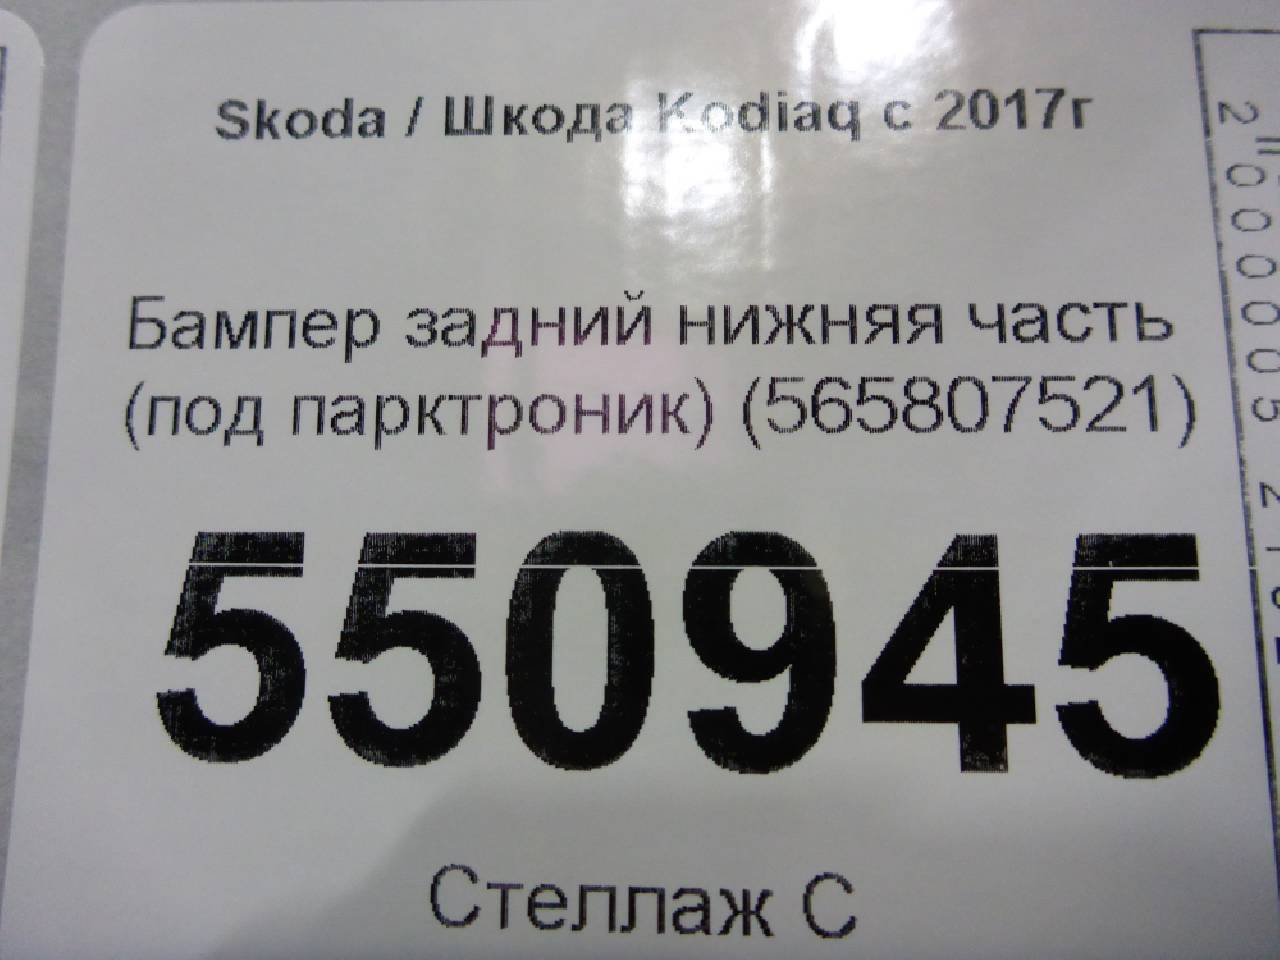 Skoda / Шкода Kodiaq с 2017г
Бампер задний нижняя часть
(под парктроник) (565807521)
550945
Стеллаж С